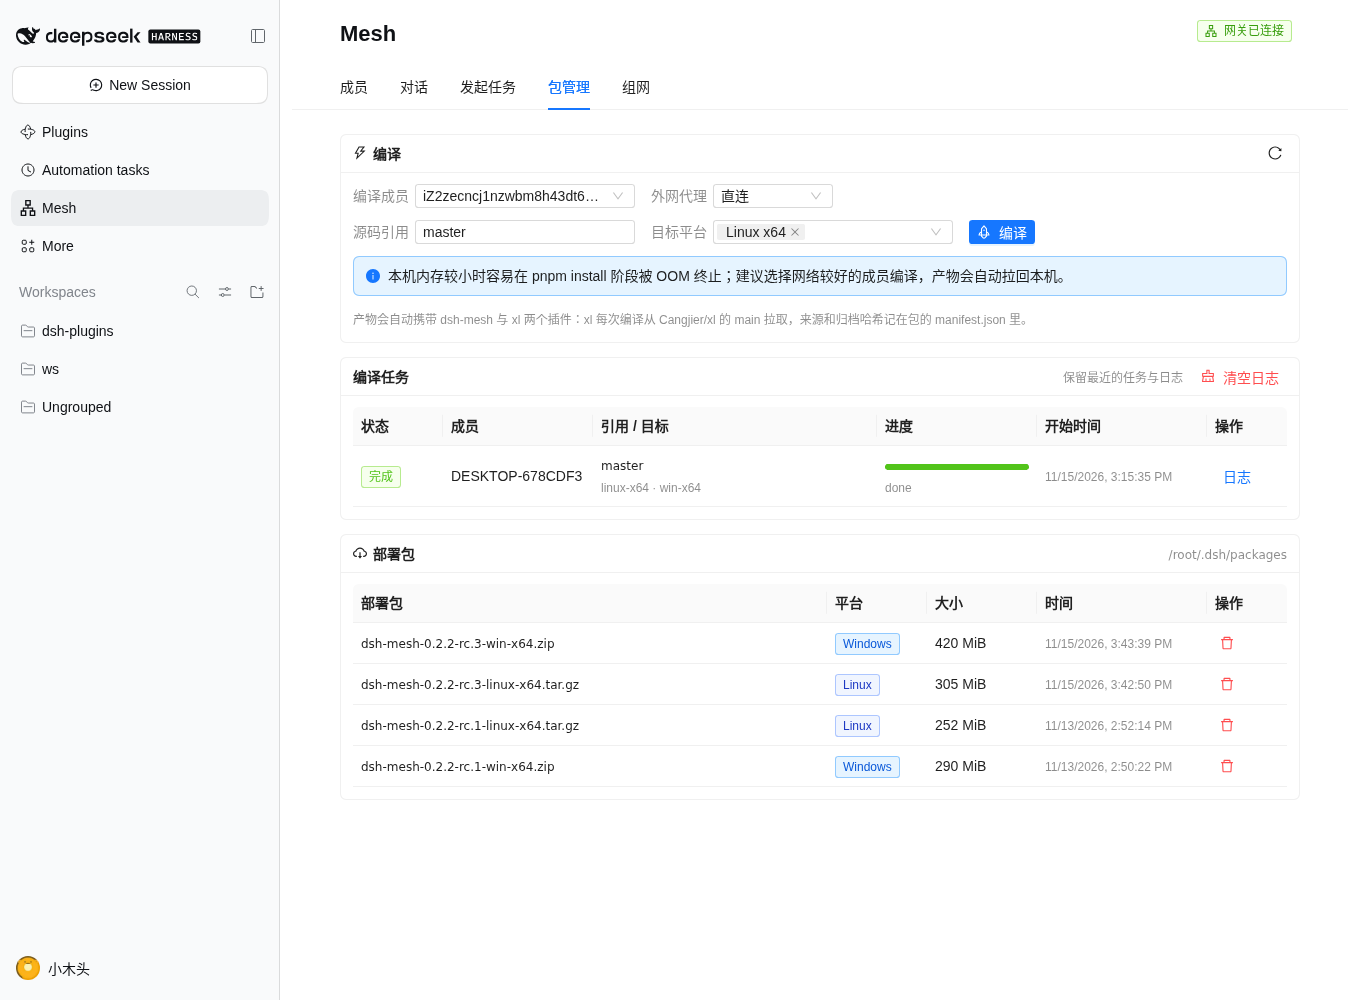 deepseek HARNESS
New Session
Plugins
Automation tasks
Mesh
More
Workspaces
dsh-plugins
ws
Ungrouped
小木头
Mesh
网关已连接
成员 对话 发起任务 包管理 组网
编译
编译成员 iZ2zecncj1nzwbm8h43dt6… 外网代理 直连
源码引用 master 目标平台 Linux x64 编译
本机内存较小时容易在 pnpm install 阶段被 OOM 终止；建议选择网络较好的成员编译，产物会自动拉回本机。
产物会自动携带 dsh-mesh 与 xl 两个插件：xl 每次编译从 Cangjier/xl 的 main 拉取，来源和归档哈希记在包的 manifest.json 里。
编译任务 保留最近的任务与日志 清空日志
状态 成员 引用 / 目标 进度 开始时间 操作
完成 DESKTOP-678CDF3 master 11/15/2026, 3:15:35 PM 日志
linux-x64 · win-x64 done
部署包 /root/.dsh/packages
部署包 平台 大小 时间 操作
dsh-mesh-0.2.2-rc.3-win-x64.zip Windows 420 MiB 11/15/2026, 3:43:39 PM
dsh-mesh-0.2.2-rc.3-linux-x64.tar.gz Linux 305 MiB 11/15/2026, 3:42:50 PM
dsh-mesh-0.2.2-rc.1-linux-x64.tar.gz Linux 252 MiB 11/13/2026, 2:52:14 PM
dsh-mesh-0.2.2-rc.1-win-x64.zip Windows 290 MiB 11/13/2026, 2:50:22 PM